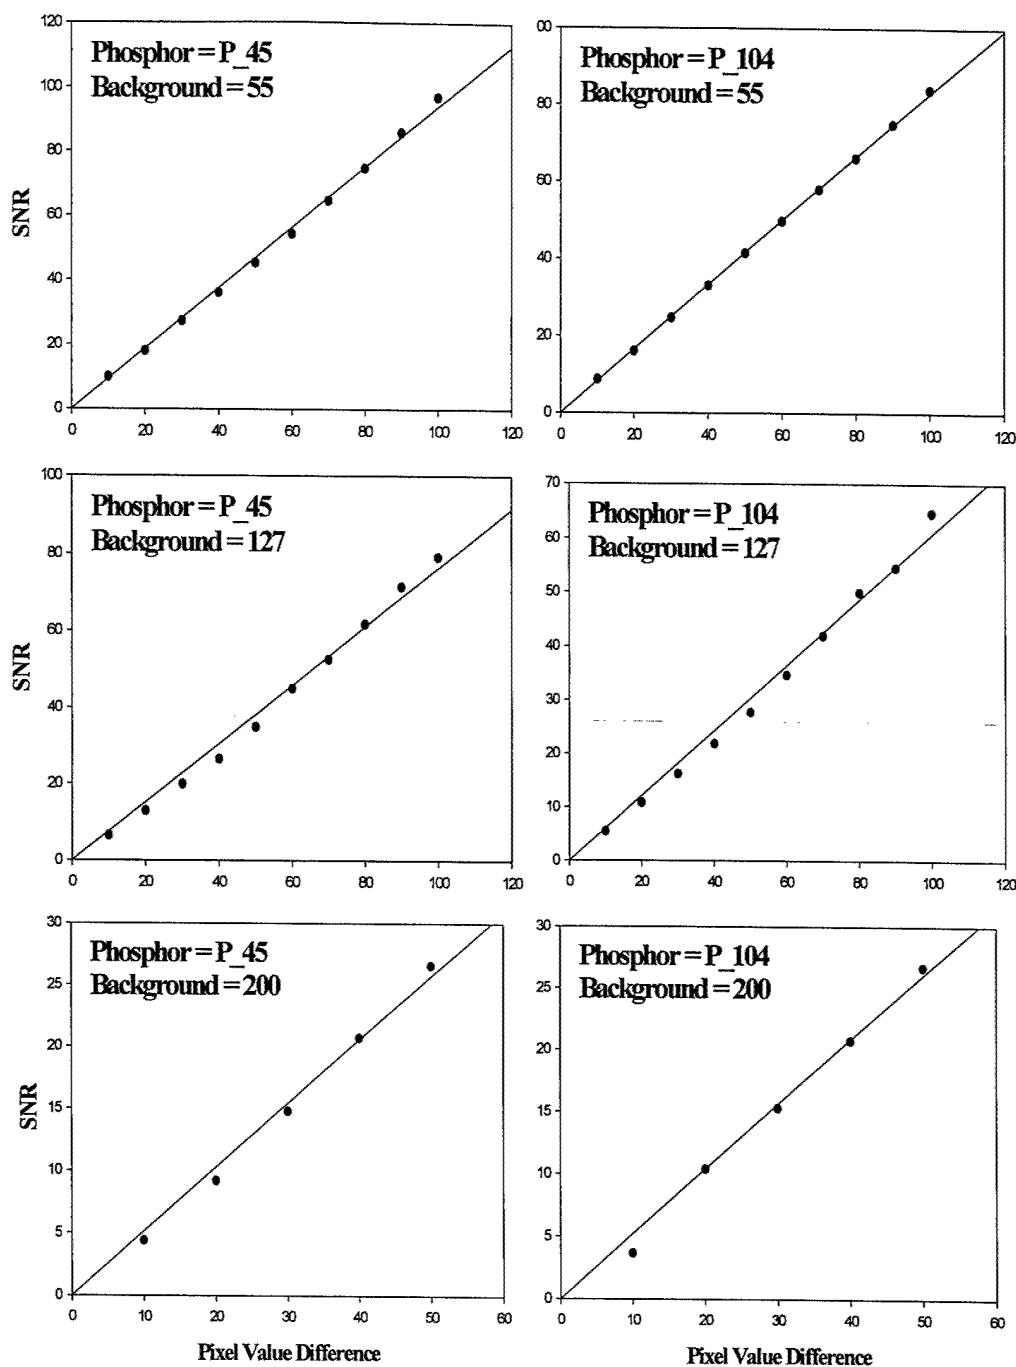 120
100
80
60
40
20
0
SNR
Phosphor = P_45
Background = 55
0 20 40 60 80 100 120
00
80
60
40
20
0
Phosphor = P_104
Background = 55
0 20 40 60 80 100 120
100
80
60
40
20
0
SNR
Phosphor = P_45
Background = 127
0 20 40 60 80 100 120
70
60
50
40
30
20
10
0
Phosphor = P_104
Background = 127
0 20 40 60 80 100 120
30
25
20
15
10
5
0
SNR
Phosphor = P_45
Background = 200
0 10 20 30 40 50 60
Pixel Value Difference
30
25
20
15
10
5
0
Phosphor = P_104
Background = 200
0 10 20 30 40 50 60
Pixel Value Difference